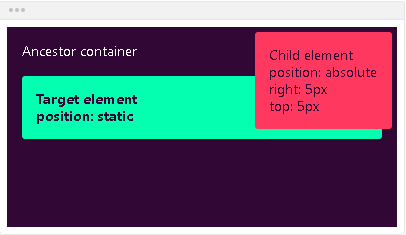 Ancestor container
Child element
position: absolute
right: 5px
top: 5px
Target element
position: static